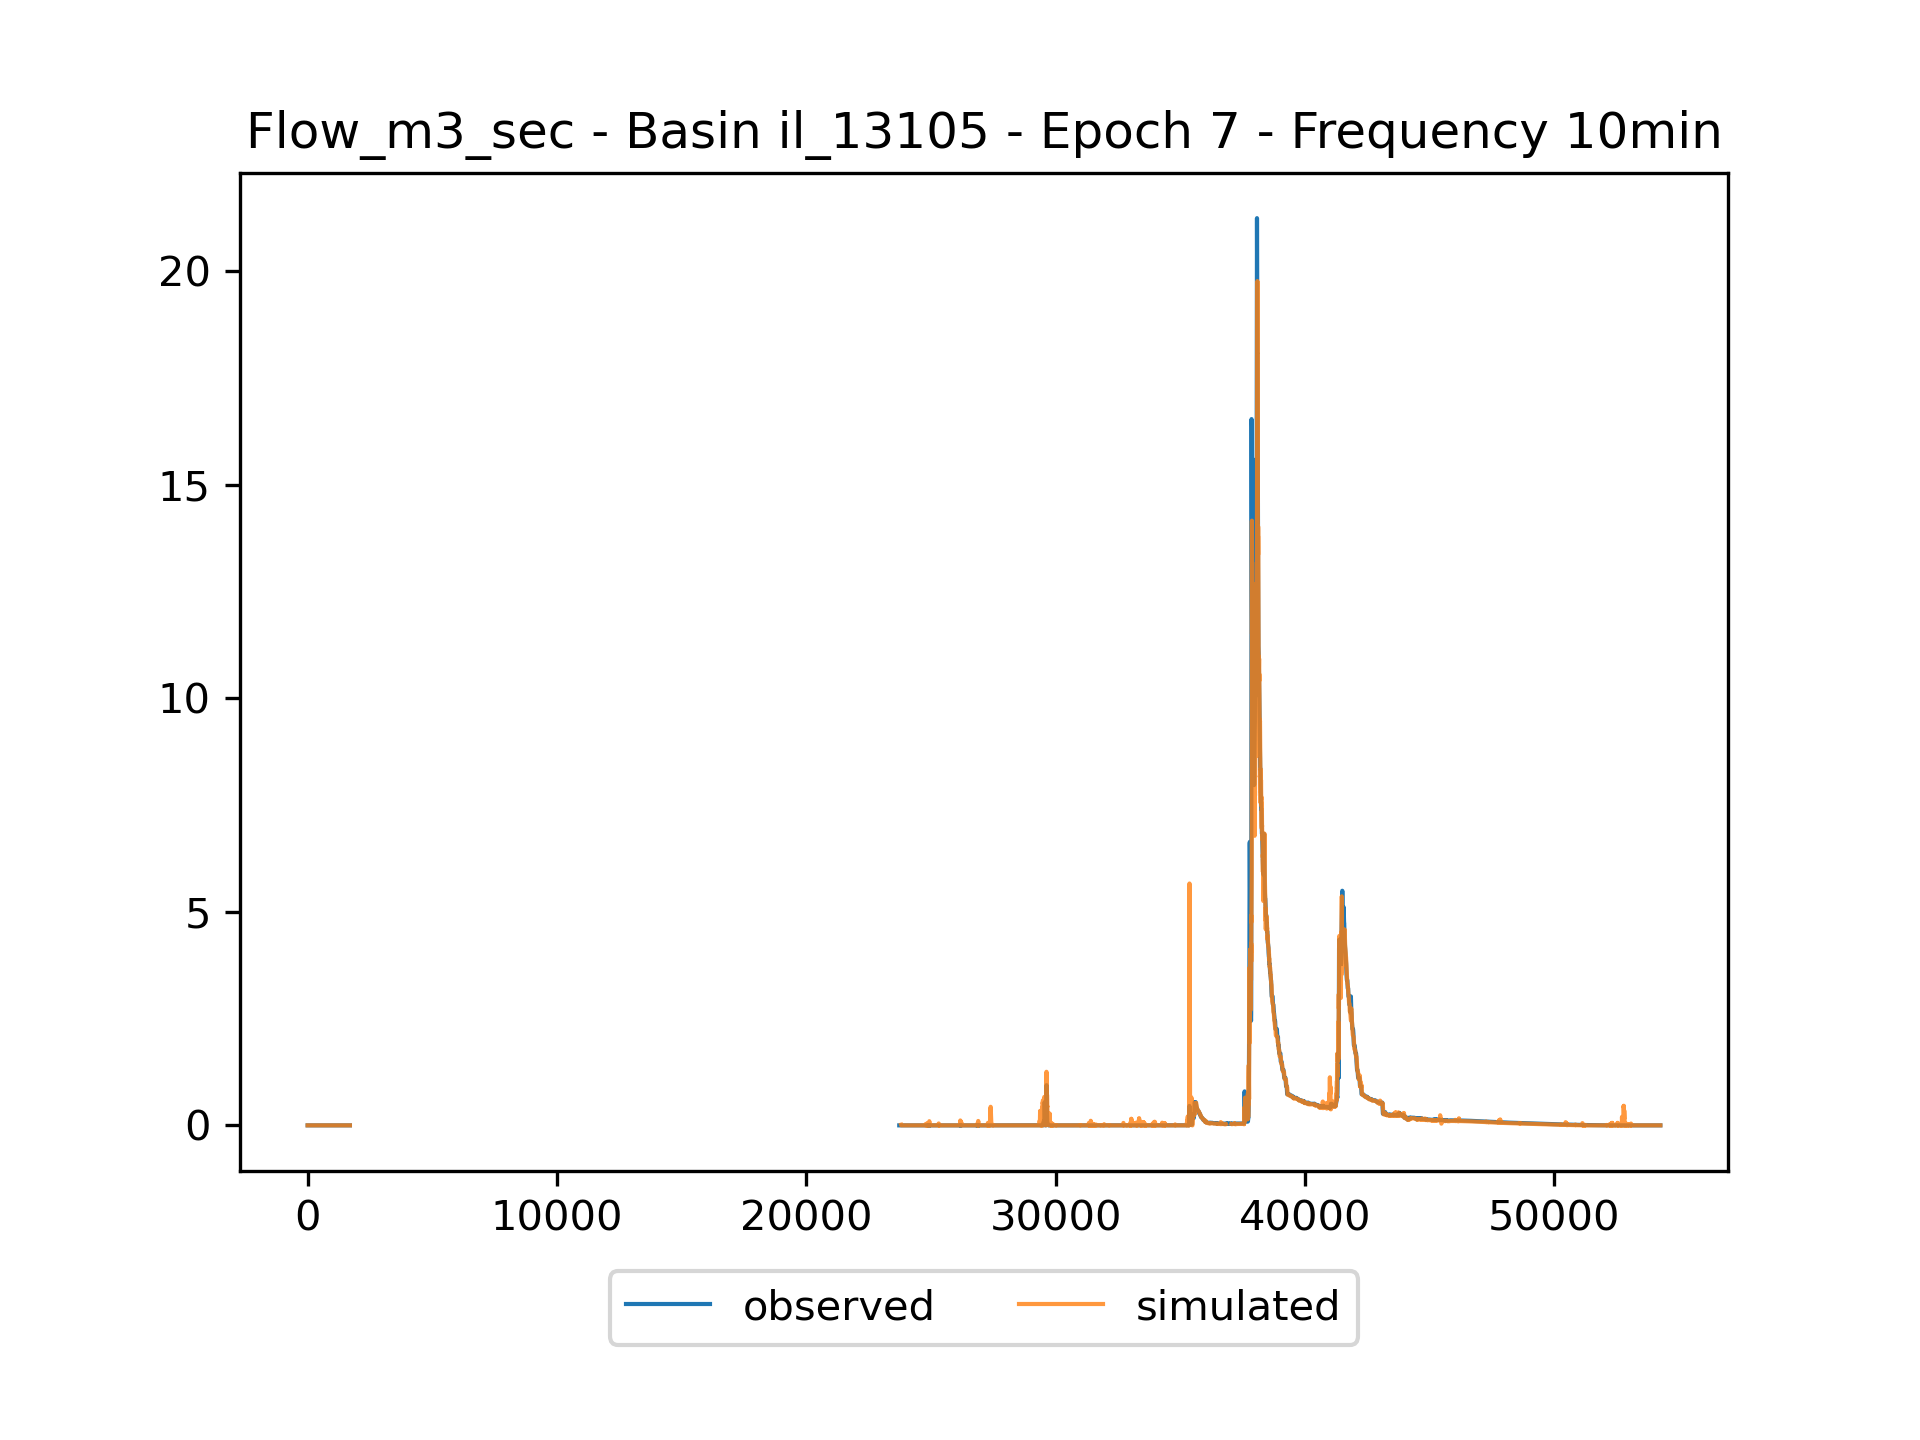 Flow_m3_sec - Basin il_13105 - Epoch 7 - Frequency 10min
20
15
10
5
0
0 10000 20000 30000 40000 50000
observed simulated